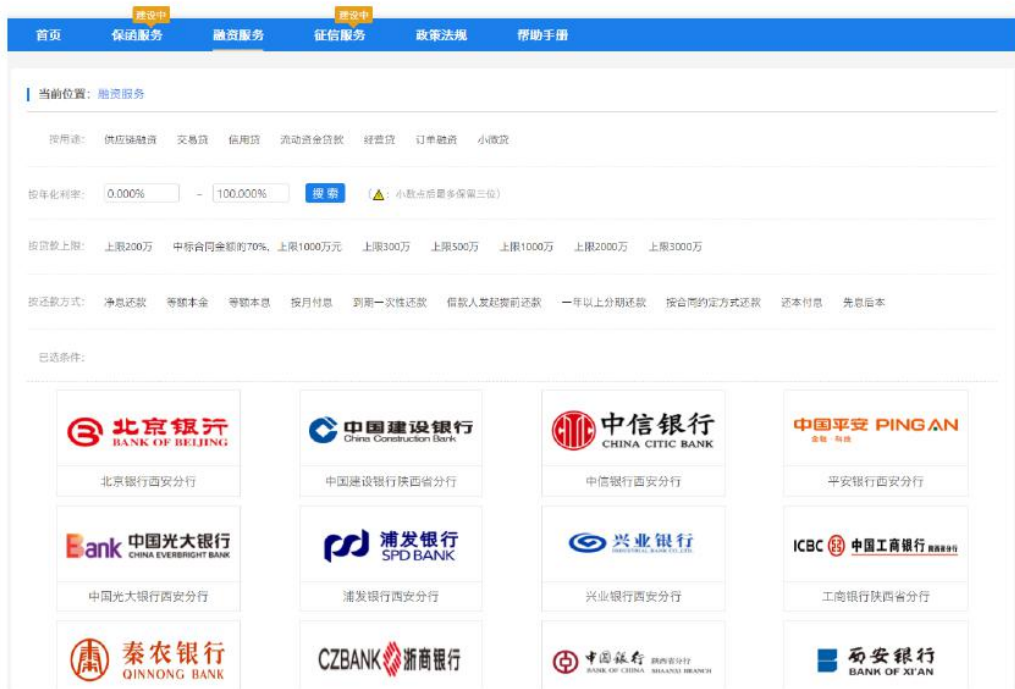 建设中 建设中
首页 保函服务 融资服务 征信服务 政策法规 帮助手册
当前位置：融资服务
按用途： 供应链融资 交易贷 信用贷 流动资金贷款 经营贷 订单融资 小微贷
按年化利率： 0.000% - 100.000% 搜索 （ ：小数点后最多保留三位）
按贷款上限： 上限200万 中标合同金额的70%，上限1000万元 上限300万 上限500万 上限1000万 上限2000万 上限3000万
按还款方式： 净息还款 等额本金 等额本息 按月付息 到期一次性还款 借款人发起提前还款 一年以上分期还款 按合同约定方式还款 还本付息 先息后本
已选条件：
北京银行 中国建设银行 中信银行 中国平安 PINGAN
BANK OF BEIJING China Construction Bank CHINA CITIC BANK 金融·科技
北京银行西安分行 中国建设银行陕西省分行 中信银行西安分行 平安银行西安分行
Bank 中国光大银行 浦发银行 兴业银行 ICBC 中国工商银行 陕西省分行
CHINA EVERBRIGHT BANK SPD BANK INDUSTRIAL BANK CO.,LTD.
中国光大银行西安分行 浦发银行西安分行 兴业银行西安分行 工商银行陕西省分行
秦农银行 CZBANK 浙商银行 中国银行 陕西省分行 西安银行
QINNONG BANK BANK OF CHINA SHAANXI BRANCH BANK OF XI'AN